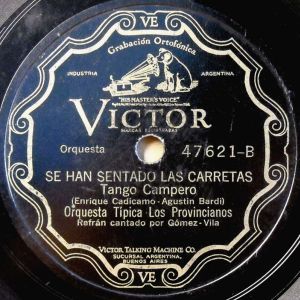 VE
Grabación Ortofónica
INDUSTRIA
ARGENTINA
"HIS MASTER'S VOICE"
VICTOR
MARCAS REGISTRADAS
Orquesta
47621-B
SE HAN SENTADO LAS CARRETAS
Tango Campero
(Enrique Cadicamo-Agustin Bardi)
Orquesta Tipica Los Provincianos
Refrán cantado por Gómez-Vila
VICTOR TALKING MACHINE CO.
SUCURSAL ARGENTINA,
BUENOS AIRES
VE